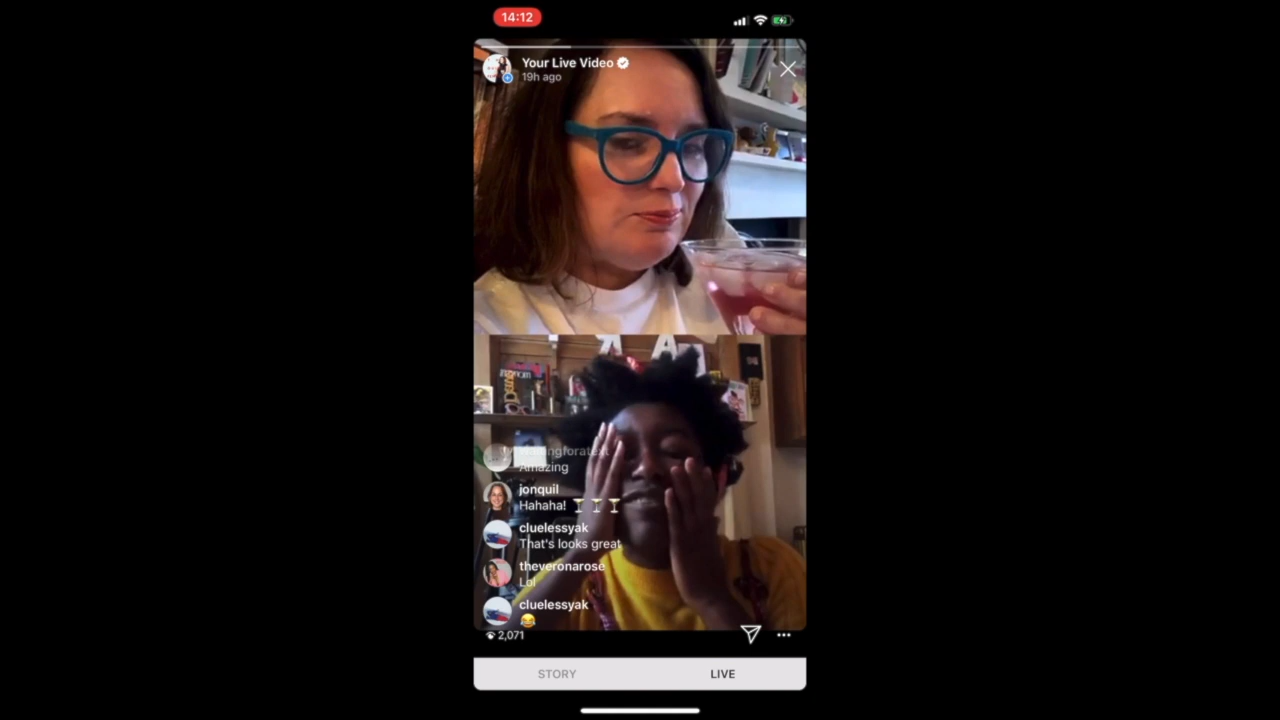 14:12
Your Live Video
19h ago
Amazing
jonquil
Hahaha! 🍸 🍸 🍸
cluelessyak
That's looks great
theveronarose
Lol
cluelessyak
😂
2,071
STORY
LIVE